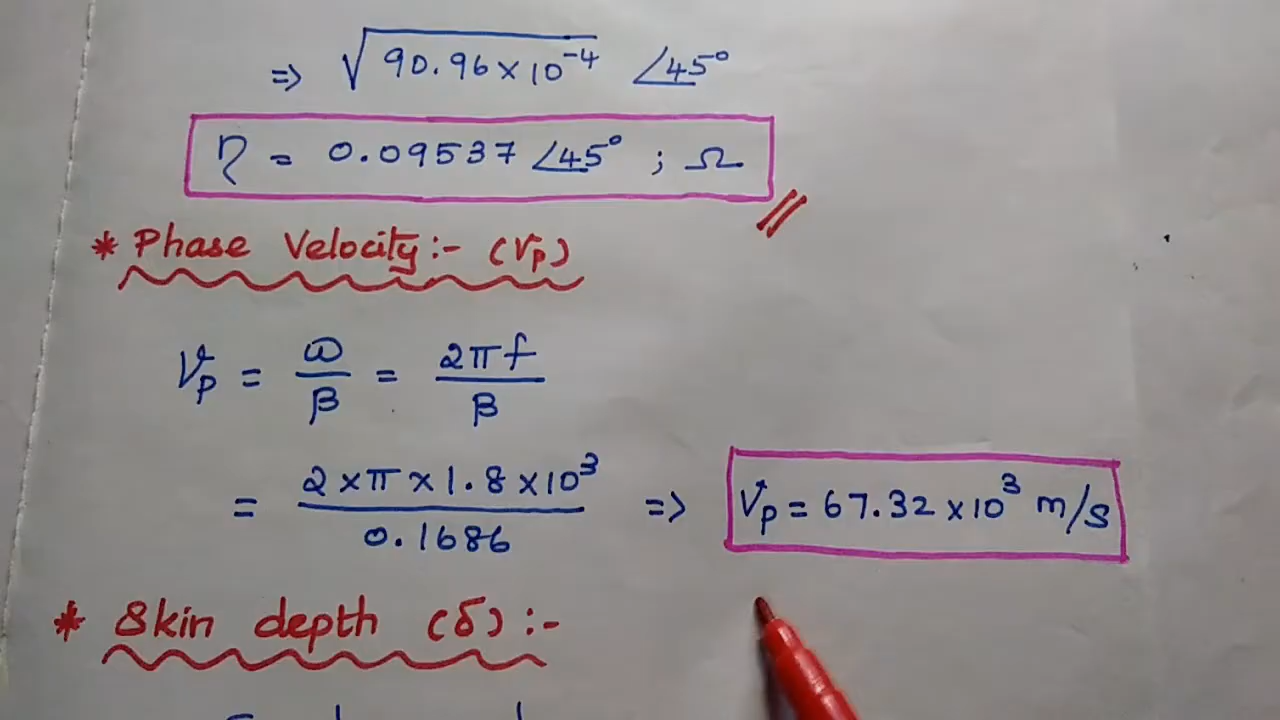 => √90.96×10⁻⁴ ∠45°
η = 0.09537 ∠45° ; Ω
* Phase Velocity:- (Vp)
Vp = ω/β = 2πf/β
= 2×π×1.8×10³/0.1686 => Vp = 67.32×10³ m/s
* Skin depth (δ):-